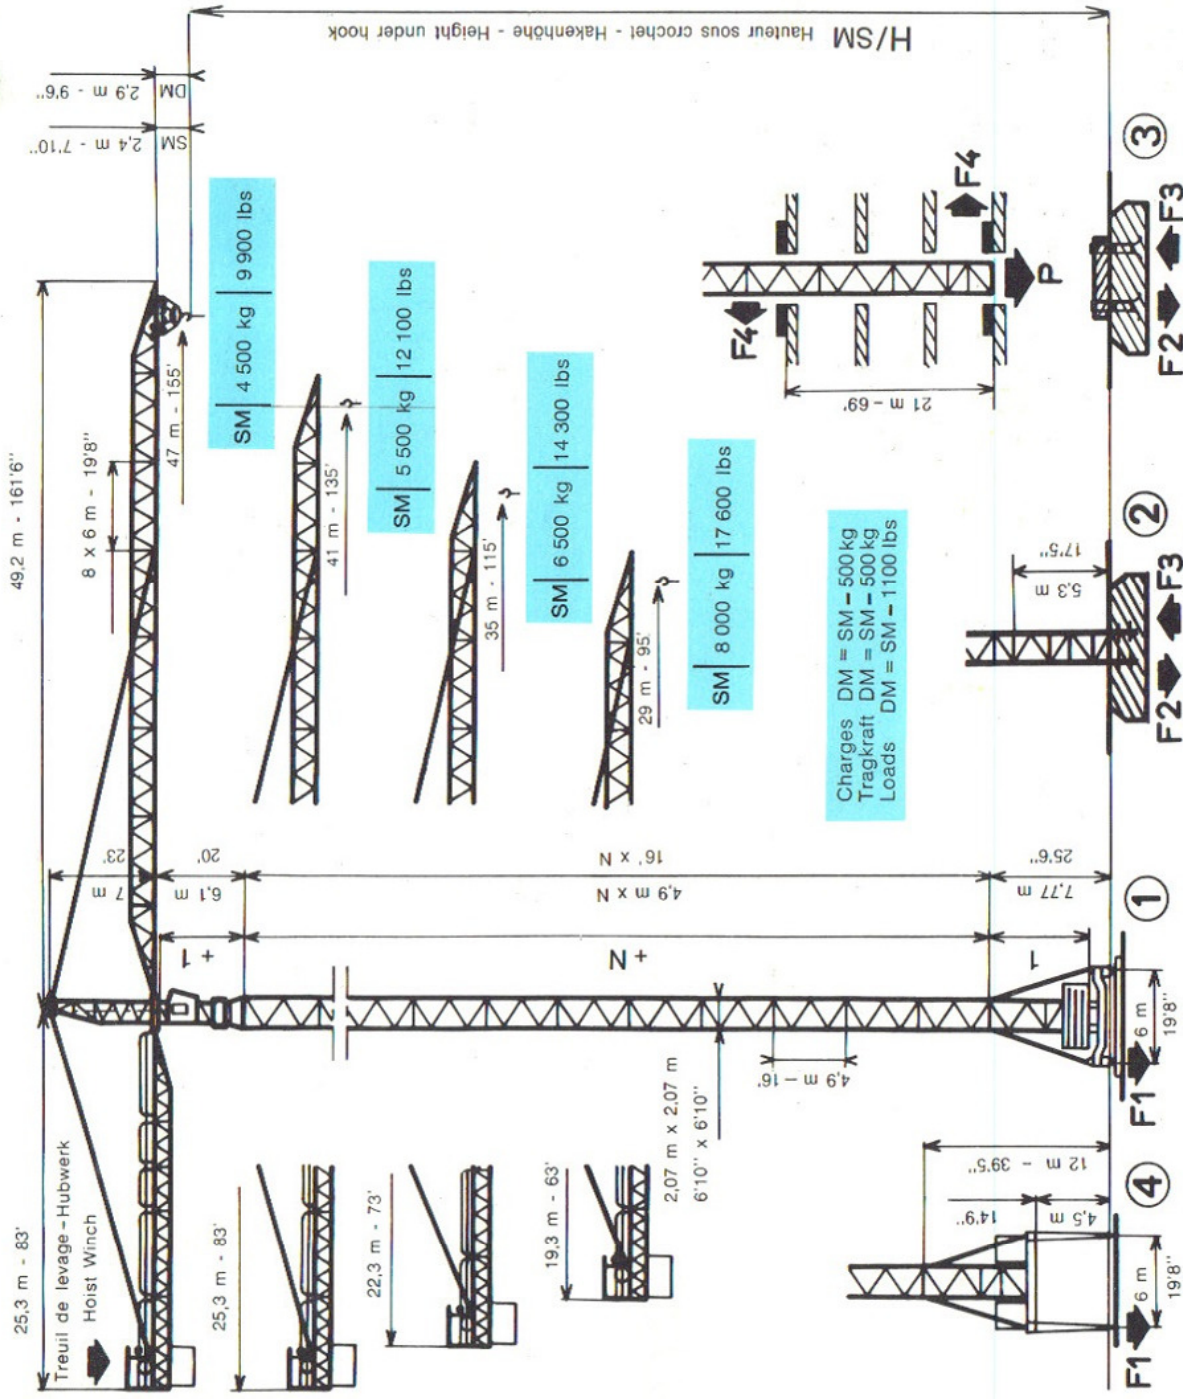 H/SM Hauteur sous crochet - Hakenhöhe - Height under hook
DM 2,9 m - 9'6"
SM 2,4 m - 7'10"
49,2 m - 161'6"
8 x 6 m - 19'8"
47 m - 155'
SM 4 500 kg 9 900 lbs
41 m - 135'
SM 5 500 kg 12 100 lbs
35 m - 115'
SM 6 500 kg 14 300 lbs
29 m - 95'
SM 8 000 kg 17 600 lbs
Charges DM = SM - 500 kg
Tragkraft DM = SM - 500 kg
Loads DM = SM - 1100 lbs
F4
F4
P
21 m - 69'
3
F2
F3
2
F2
F3
5,3 m
17'5"
7 m
23'
6,1 m
20'
4,9 m x N
16' x N
7,77 m
25'6"
+ 1
+ N
1
1
F1
6 m
19'8"
4,9 m - 16'
2,07 m x 2,07 m
6'10" x 6'10"
25,3 m - 83'
Treuil de levage - Hubwerk
Hoist Winch
25,3 m - 83'
22,3 m - 73'
19,3 m - 63'
12 m - 39'5"
14'9"
4,5 m
4
F1
6 m
19'8"